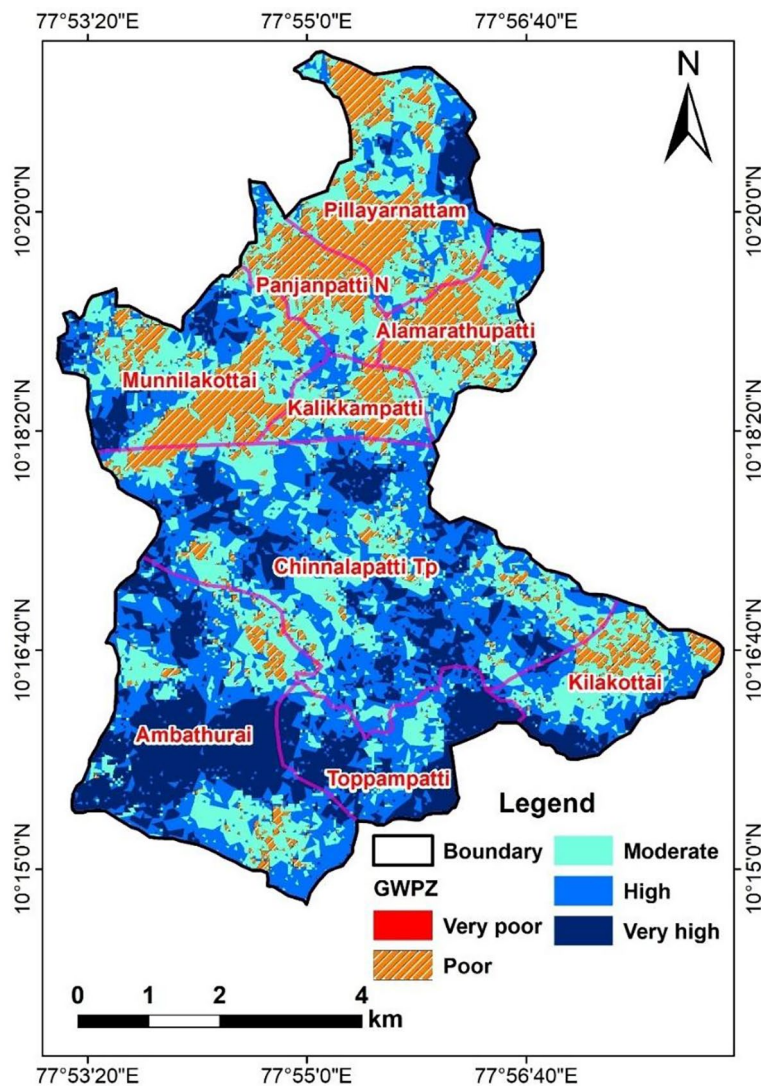 77°53'20"E 77°55'0"E 77°56'40"E
N
10°20'0"N 10°20'0"N
Pillayarnattam
Panjanpatti N
Alamarathupatti
Munnilakottai
Kalikkampatti
10°18'20"N 10°18'20"N
Chinnalapatti Tp
10°16'40"N 10°16'40"N
Kilakottai
Ambathurai
Toppampatti
10°15'0"N 10°15'0"N
Legend
Boundary
GWPZ
Very poor
Poor
Moderate
High
Very high
0 1 2 4
km
77°53'20"E 77°55'0"E 77°56'40"E